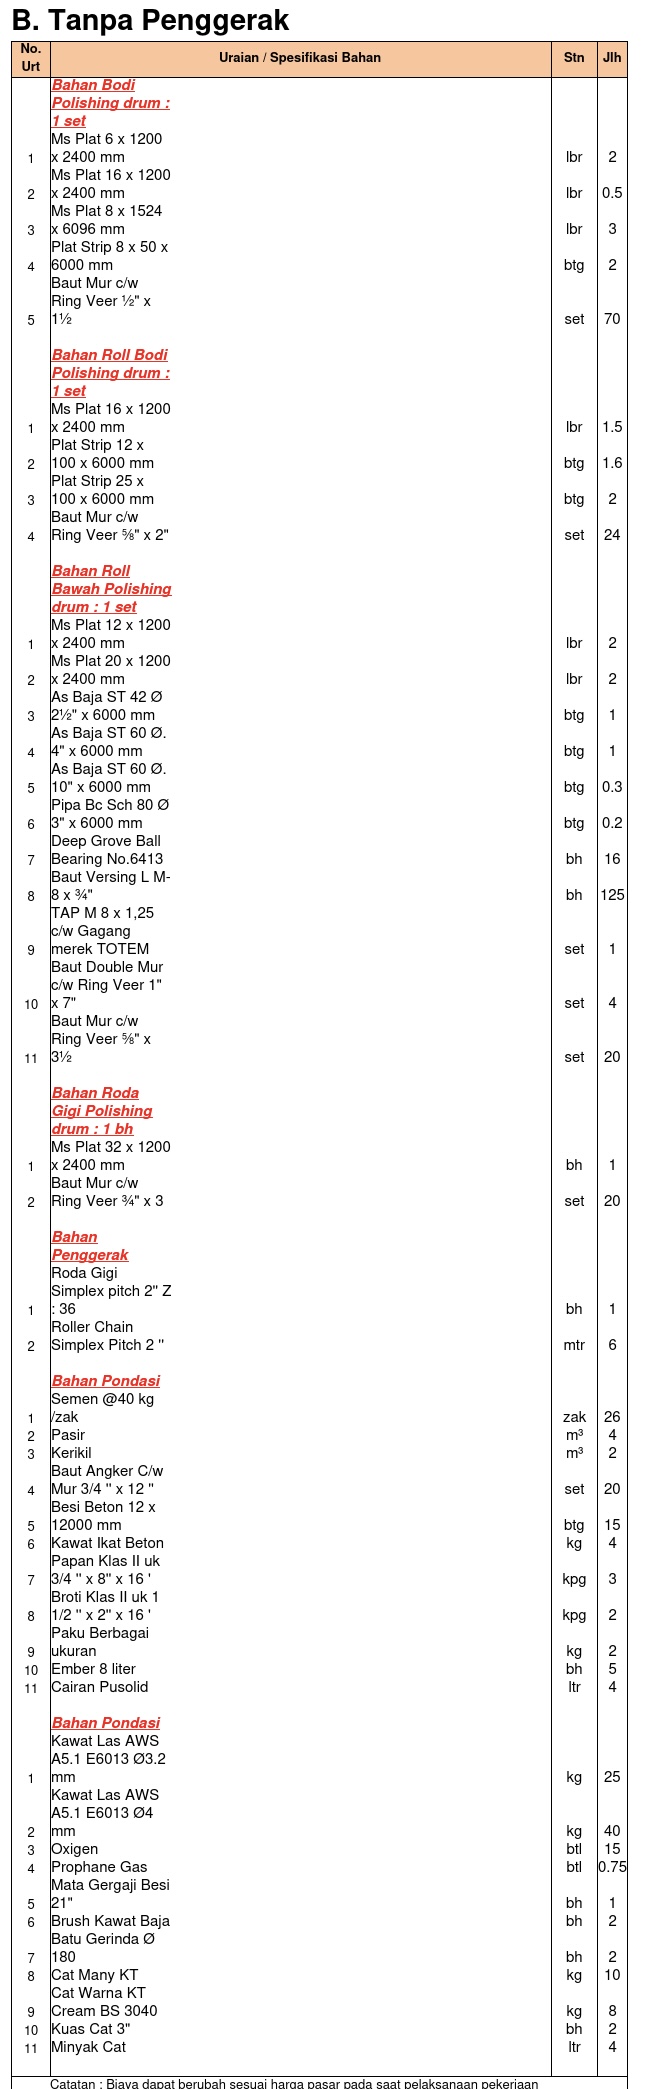 B. Tanpa Penggerak
No. Urt Uraian / Spesifikasi Bahan Stn Jlh
Bahan Bodi
Polishing drum :
1 set
Ms Plat 6 x 1200
1 x 2400 mm lbr 2
Ms Plat 16 x 1200
2 x 2400 mm lbr 0.5
Ms Plat 8 x 1524
3 x 6096 mm lbr 3
Plat Strip 8 x 50 x
4 6000 mm btg 2
Baut Mur c/w
Ring Veer ½" x
5 1½ set 70
Bahan Roll Bodi
Polishing drum :
1 set
Ms Plat 16 x 1200
1 x 2400 mm lbr 1.5
Plat Strip 12 x
2 100 x 6000 mm btg 1.6
Plat Strip 25 x
3 100 x 6000 mm btg 2
Baut Mur c/w
4 Ring Veer ⅝" x 2" set 24
Bahan Roll
Bawah Polishing
drum : 1 set
Ms Plat 12 x 1200
1 x 2400 mm lbr 2
Ms Plat 20 x 1200
2 x 2400 mm lbr 2
As Baja ST 42 Ø
3 2½" x 6000 mm btg 1
As Baja ST 60 Ø.
4 4" x 6000 mm btg 1
As Baja ST 60 Ø.
5 10" x 6000 mm btg 0.3
Pipa Bc Sch 80 Ø
6 3" x 6000 mm btg 0.2
Deep Grove Ball
7 Bearing No.6413 bh 16
Baut Versing L M-
8 8 x ¾" bh 125
TAP M 8 x 1,25
c/w Gagang
9 merek TOTEM set 1
Baut Double Mur
c/w Ring Veer 1"
10 x 7" set 4
Baut Mur c/w
Ring Veer ⅝" x
11 3½ set 20
Bahan Roda
Gigi Polishing
drum : 1 bh
Ms Plat 32 x 1200
1 x 2400 mm bh 1
Baut Mur c/w
2 Ring Veer ¾" x 3 set 20
Bahan
Penggerak
Roda Gigi
Simplex pitch 2" Z
1 : 36 bh 1
Roller Chain
2 Simplex Pitch 2 " mtr 6
Bahan Pondasi
Semen @40 kg
1 /zak zak 26
2 Pasir m³ 4
3 Kerikil m³ 2
Baut Angker C/w
4 Mur 3/4 " x 12 " set 20
Besi Beton 12 x
5 12000 mm btg 15
6 Kawat Ikat Beton kg 4
Papan Klas II uk
7 3/4 " x 8" x 16 ' kpg 3
Broti Klas II uk 1
8 1/2 " x 2" x 16 ' kpg 2
Paku Berbagai
9 ukuran kg 2
10 Ember 8 liter bh 5
11 Cairan Pusolid ltr 4
Bahan Pondasi
Kawat Las AWS
A5.1 E6013 Ø3.2
1 mm kg 25
Kawat Las AWS
A5.1 E6013 Ø4
2 mm kg 40
3 Oxigen btl 15
4 Prophane Gas btl 0.75
Mata Gergaji Besi
5 21" bh 1
6 Brush Kawat Baja bh 2
Batu Gerinda Ø
7 180 bh 2
8 Cat Many KT kg 10
Cat Warna KT
9 Cream BS 3040 kg 8
10 Kuas Cat 3" bh 2
11 Minyak Cat ltr 4
Catatan : Biaya dapat berubah sesuai harga pasar pada saat pelaksanaan pekerjaan